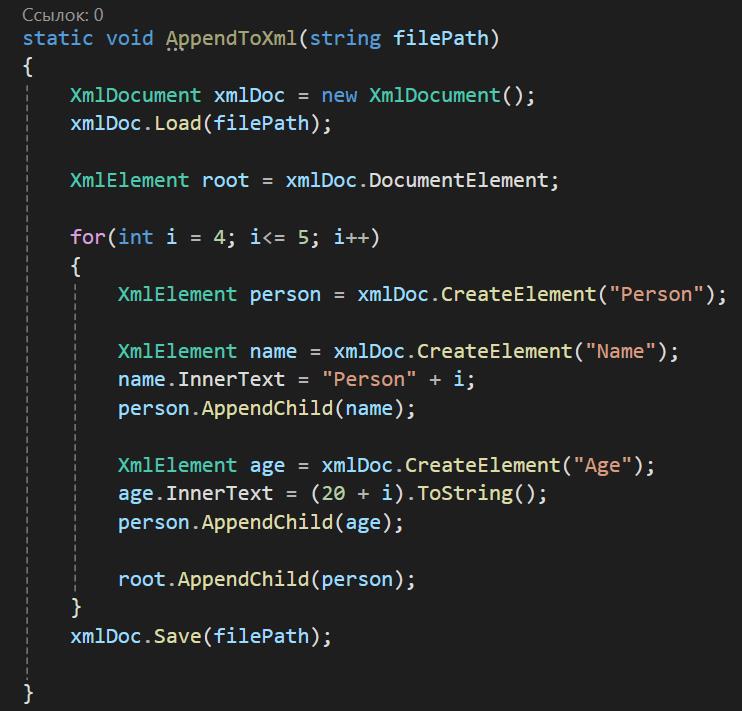 Ссылок: 0
static void AppendToXml(string filePath)
{
XmlDocument xmlDoc = new XmlDocument();
xmlDoc.Load(filePath);
XmlElement root = xmlDoc.DocumentElement;
for(int i = 4; i<= 5; i++)
{
XmlElement person = xmlDoc.CreateElement("Person");
XmlElement name = xmlDoc.CreateElement("Name");
name.InnerText = "Person" + i;
person.AppendChild(name);
XmlElement age = xmlDoc.CreateElement("Age");
age.InnerText = (20 + i).ToString();
person.AppendChild(age);
root.AppendChild(person);
}
xmlDoc.Save(filePath);
}